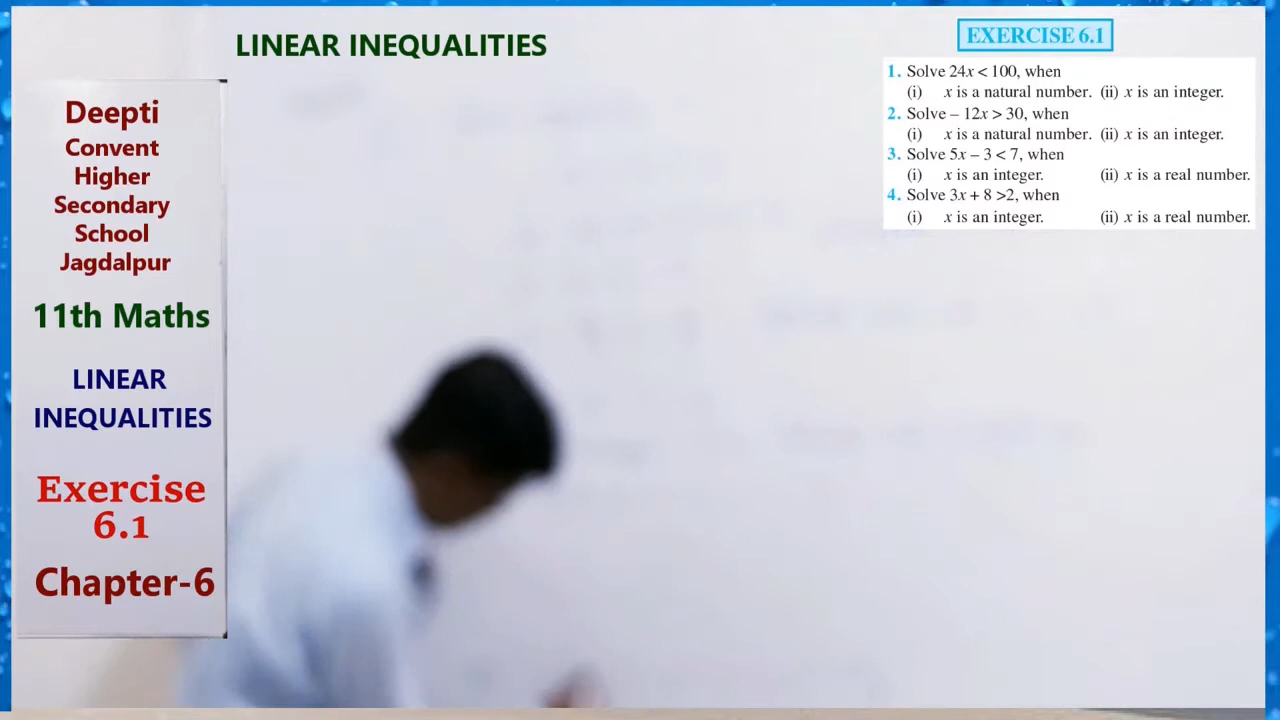 LINEAR INEQUALITIES
EXERCISE 6.1
1. Solve 24x < 100, when
(i) x is a natural number. (ii) x is an integer.
2. Solve – 12x > 30, when
(i) x is a natural number. (ii) x is an integer.
3. Solve 5x – 3 < 7, when
(i) x is an integer. (ii) x is a real number.
4. Solve 3x + 8 >2, when
(i) x is an integer. (ii) x is a real number.
Deepti
Convent
Higher
Secondary
School
Jagdalpur
11th Maths
LINEAR
INEQUALITIES
Exercise
6.1
Chapter-6